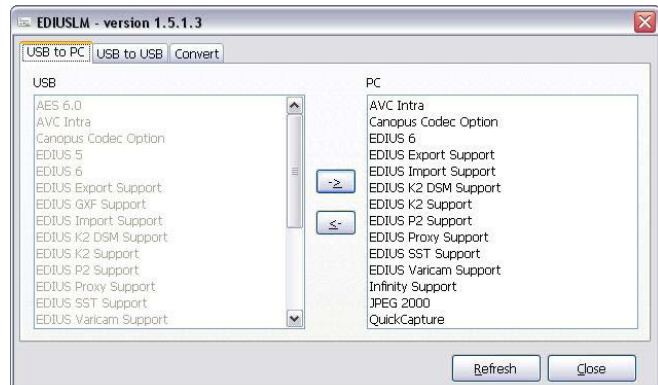 EDIUSLM - version 1.5.1.3
USB to PC USB to USB Convert
USB
AES 6.0
AVC Intra
Canopus Codec Option
EDIUS 5
EDIUS 6
EDIUS Export Support
EDIUS GXF Support
EDIUS Import Support
EDIUS K2 DSM Support
EDIUS K2 Support
EDIUS P2 Support
EDIUS Proxy Support
EDIUS SST Support
EDIUS Varicam Support
->
<-
PC
AVC Intra
Canopus Codec Option
EDIUS 6
EDIUS Export Support
EDIUS Import Support
EDIUS K2 DSM Support
EDIUS K2 Support
EDIUS P2 Support
EDIUS Proxy Support
EDIUS SST Support
EDIUS Varicam Support
Infinity Support
JPEG 2000
QuickCapture
Refresh Close